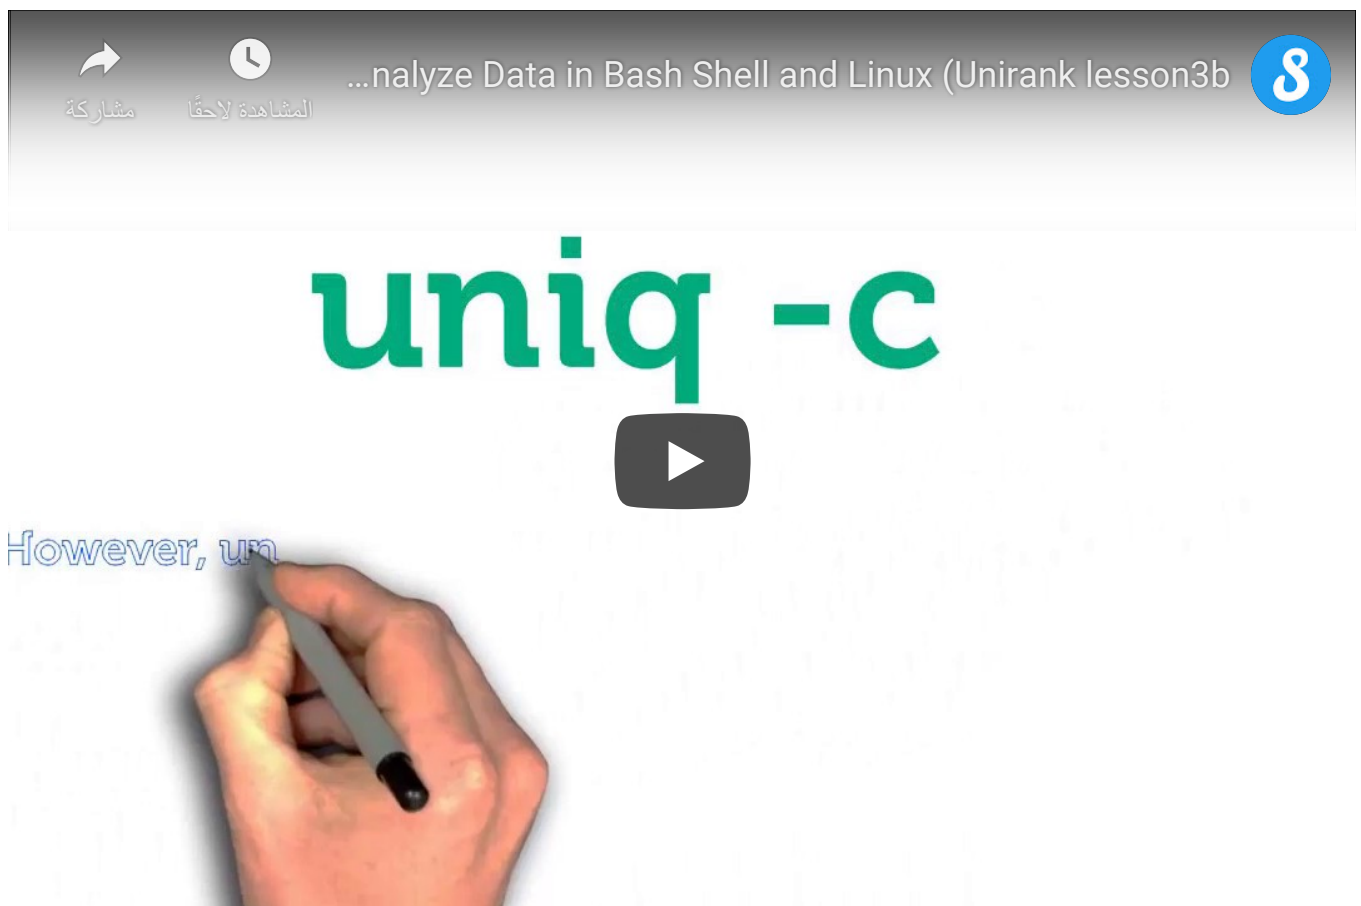 ...nalyze Data in Bash Shell and Linux (Unirank lesson3b
المشاهدة لاحقًا
مشاركة
uniq -c
However, un